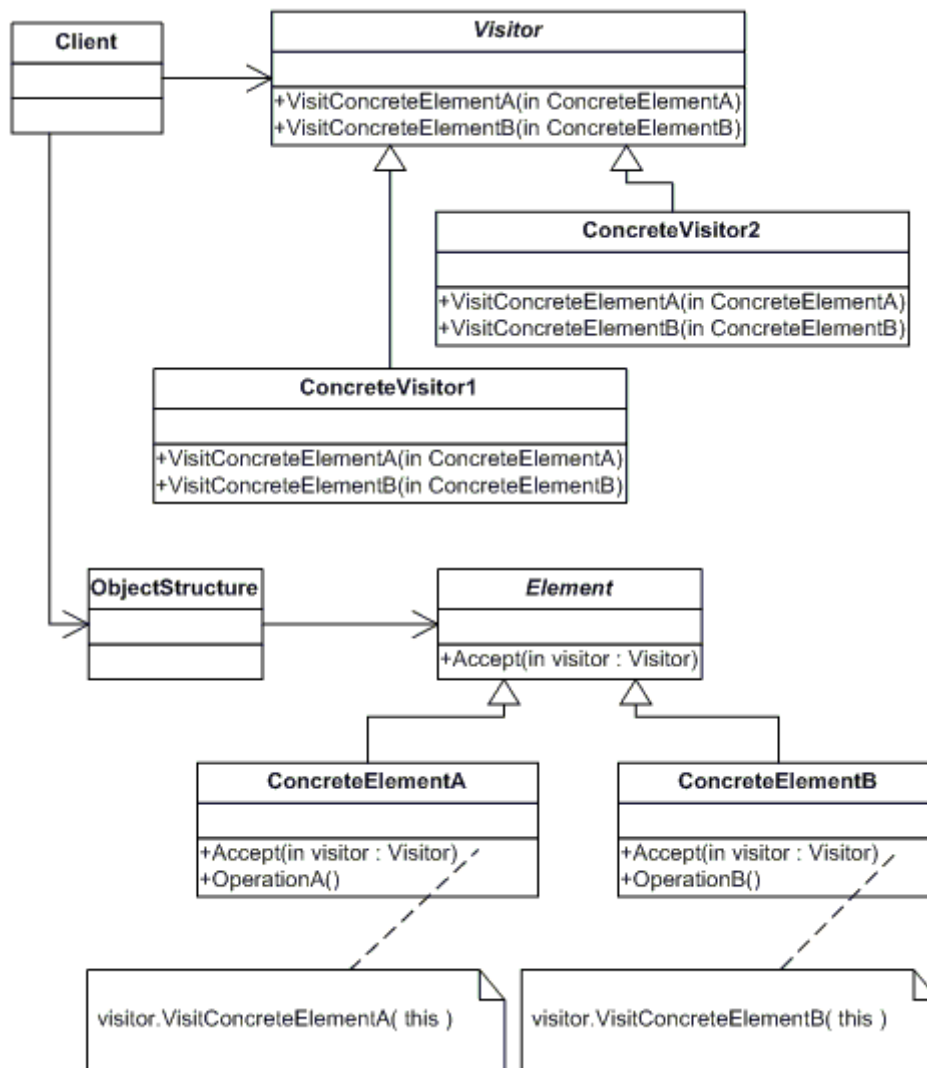 Client
Visitor
+VisitConcreteElementA(in ConcreteElementA)
+VisitConcreteElementB(in ConcreteElementB)
ConcreteVisitor2
+VisitConcreteElementA(in ConcreteElementA)
+VisitConcreteElementB(in ConcreteElementB)
ConcreteVisitor1
+VisitConcreteElementA(in ConcreteElementA)
+VisitConcreteElementB(in ConcreteElementB)
ObjectStructure
Element
+Accept(in visitor : Visitor)
ConcreteElementA
+Accept(in visitor : Visitor)
+OperationA()
ConcreteElementB
+Accept(in visitor : Visitor)
+OperationB()
visitor.VisitConcreteElementA( this )
visitor.VisitConcreteElementB( this )